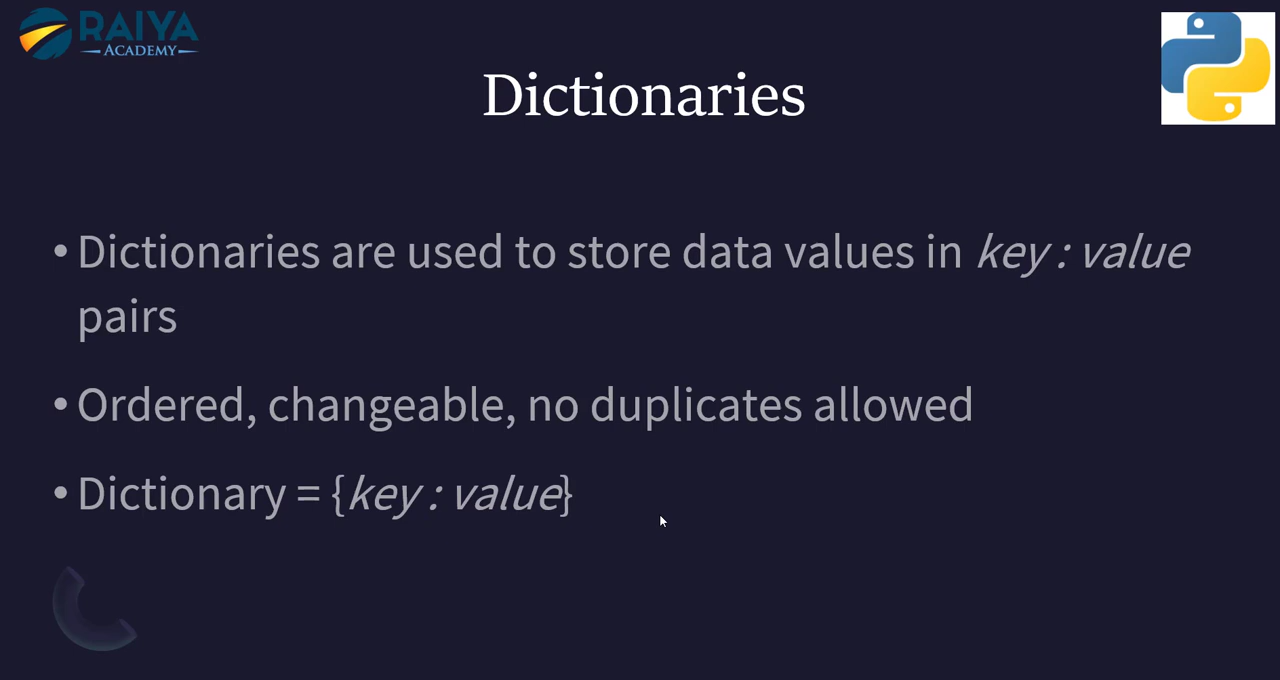 RAIYA
ACADEMY
Dictionaries
• Dictionaries are used to store data values in key : value
pairs
• Ordered, changeable, no duplicates allowed
• Dictionary = {key : value}